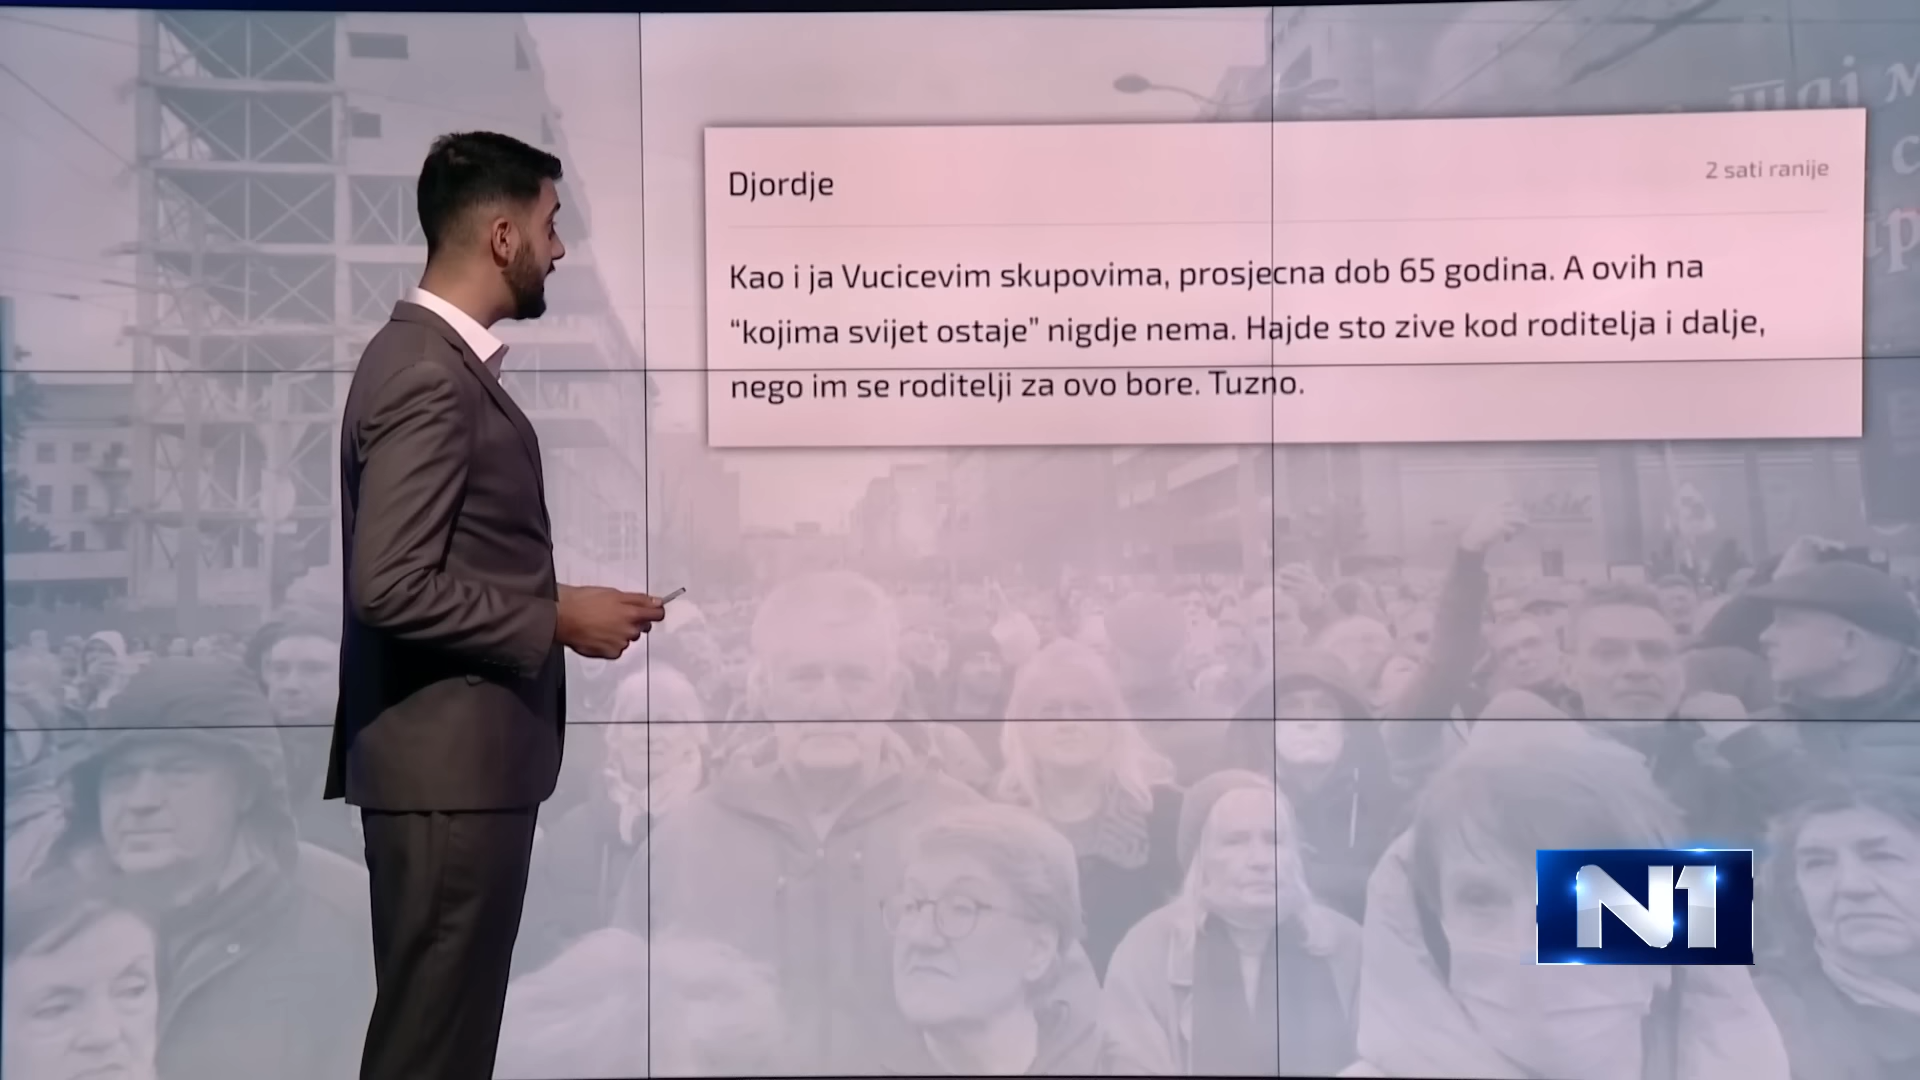 Djordje
2 sati ranije
Kao i ja Vucicevim skupovima, prosjecna dob 65 godina. A ovih na
“kojima svijet ostaje” nigdje nema. Hajde sto zive kod roditelja i dalje,
nego im se roditelji za ovo bore. Tuzno.
N1